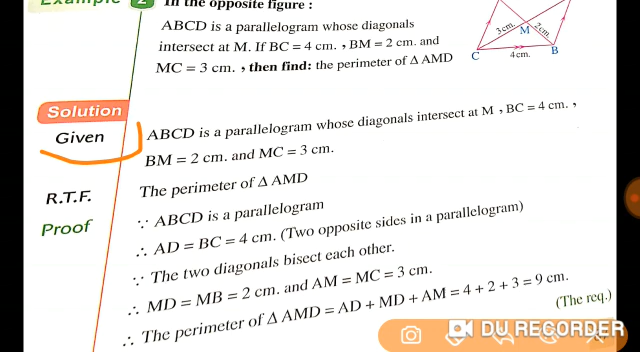 Example 2 In the opposite figure :
ABCD is a parallelogram whose diagonals
intersect at M. If BC = 4 cm. , BM = 2 cm. and
MC = 3 cm. , then find: the perimeter of Δ AMD
3 cm.
M
2 cm.
C
4 cm.
B
Solution
Given
ABCD is a parallelogram whose diagonals intersect at M , BC = 4 cm. ,
BM = 2 cm. and MC = 3 cm.
R.T.F.
The perimeter of Δ AMD
Proof
∵ ABCD is a parallelogram
∴ AD = BC = 4 cm. (Two opposite sides in a parallelogram)
∵ The two diagonals bisect each other.
∴ MD = MB = 2 cm. and AM = MC = 3 cm.
∴ The perimeter of Δ AMD = AD + MD + AM = 4 + 2 + 3 = 9 cm.
(The req.)
DU RECORDER